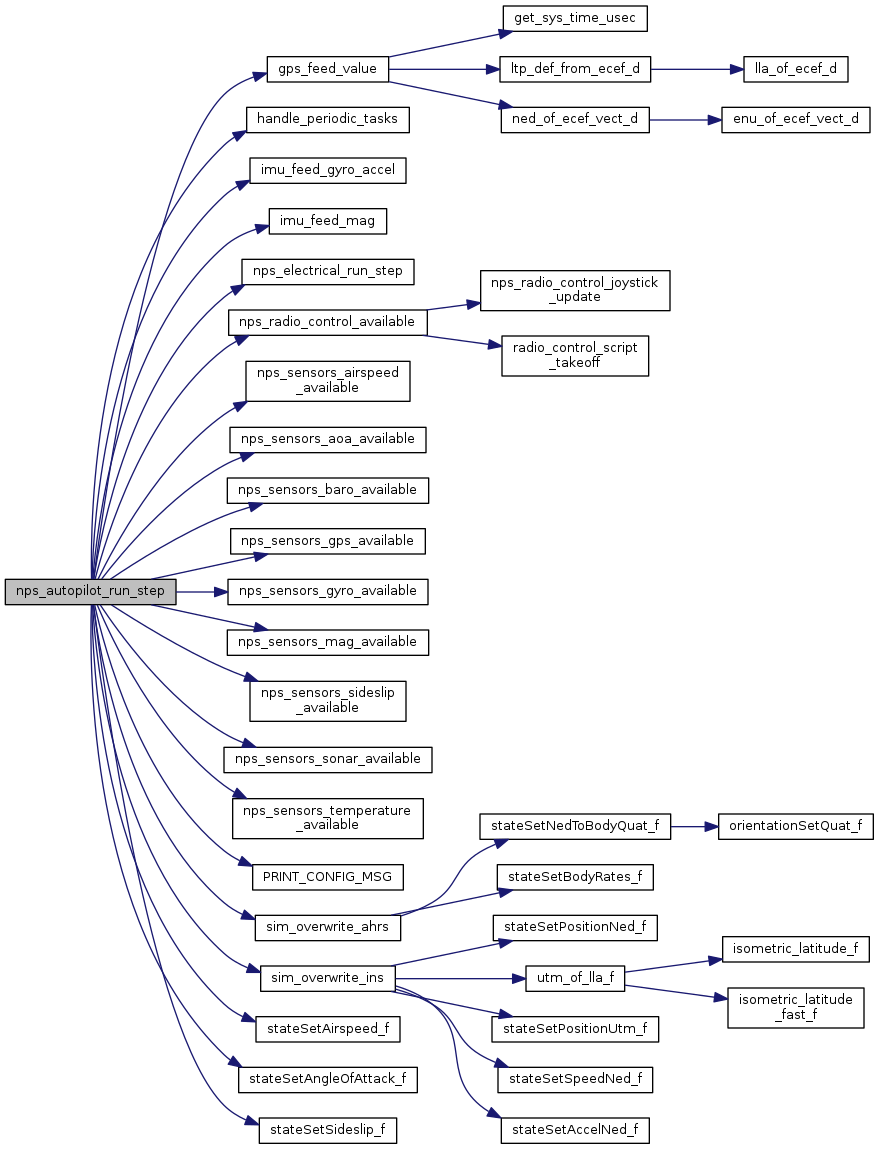 get_sys_time_usec
gps_feed_value
ltp_def_from_ecef_d
lla_of_ecef_d
handle_periodic_tasks
ned_of_ecef_vect_d
enu_of_ecef_vect_d
imu_feed_gyro_accel
imu_feed_mag
nps_electrical_run_step
nps_radio_control_joystick
_update
nps_radio_control_available
radio_control_script
_takeoff
nps_sensors_airspeed
_available
nps_sensors_aoa_available
nps_sensors_baro_available
nps_sensors_gps_available
nps_autopilot_run_step
nps_sensors_gyro_available
nps_sensors_mag_available
nps_sensors_sideslip
_available
nps_sensors_sonar_available
nps_sensors_temperature
_available
stateSetNedToBodyQuat_f
orientationSetQuat_f
PRINT_CONFIG_MSG
stateSetBodyRates_f
sim_overwrite_ahrs
stateSetPositionNed_f
isometric_latitude_f
sim_overwrite_ins
utm_of_lla_f
isometric_latitude
_fast_f
stateSetAirspeed_f
stateSetPositionUtm_f
stateSetAngleOfAttack_f
stateSetSpeedNed_f
stateSetSideslip_f
stateSetAccelNed_f